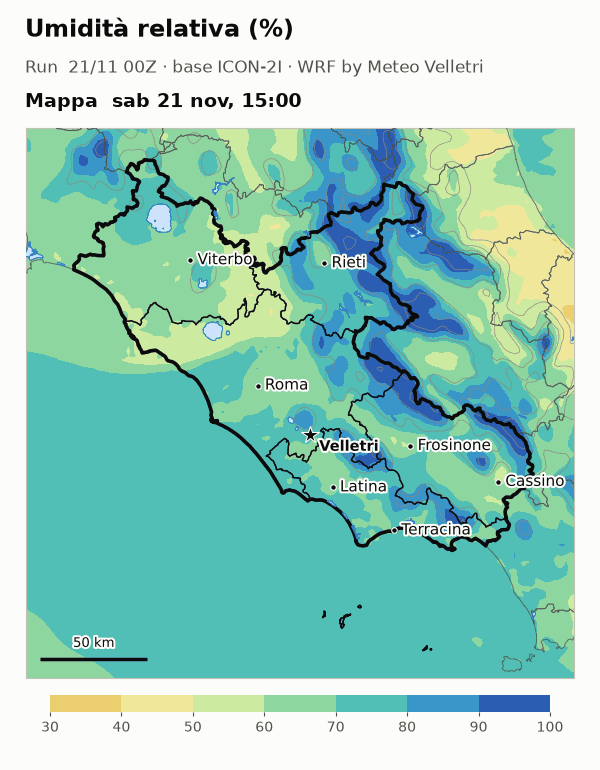 Umidità relativa (%)
Run  21/11 00Z · base ICON-2I · WRF by Meteo Velletri
Mappa  sab 21 nov, 15:00
Viterbo
Rieti
Roma
Velletri
Frosinone
Cassino
Latina
Terracina
50 km
30 40 50 60 70 80 90 100